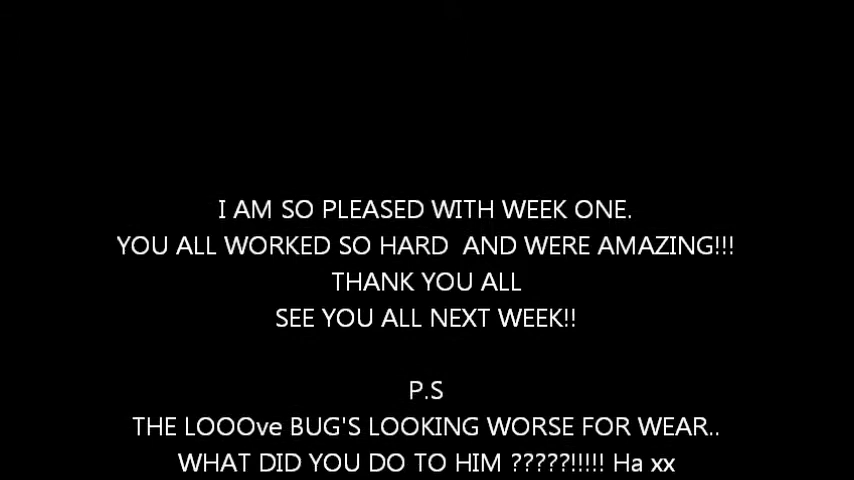 I AM SO PLEASED WITH WEEK ONE.
YOU ALL WORKED SO HARD  AND WERE AMAZING!!!
THANK YOU ALL
SEE YOU ALL NEXT WEEK!!
P.S
THE LOOOve BUG'S LOOKING WORSE FOR WEAR..
WHAT DID YOU DO TO HIM ?????!!!!! Ha xx